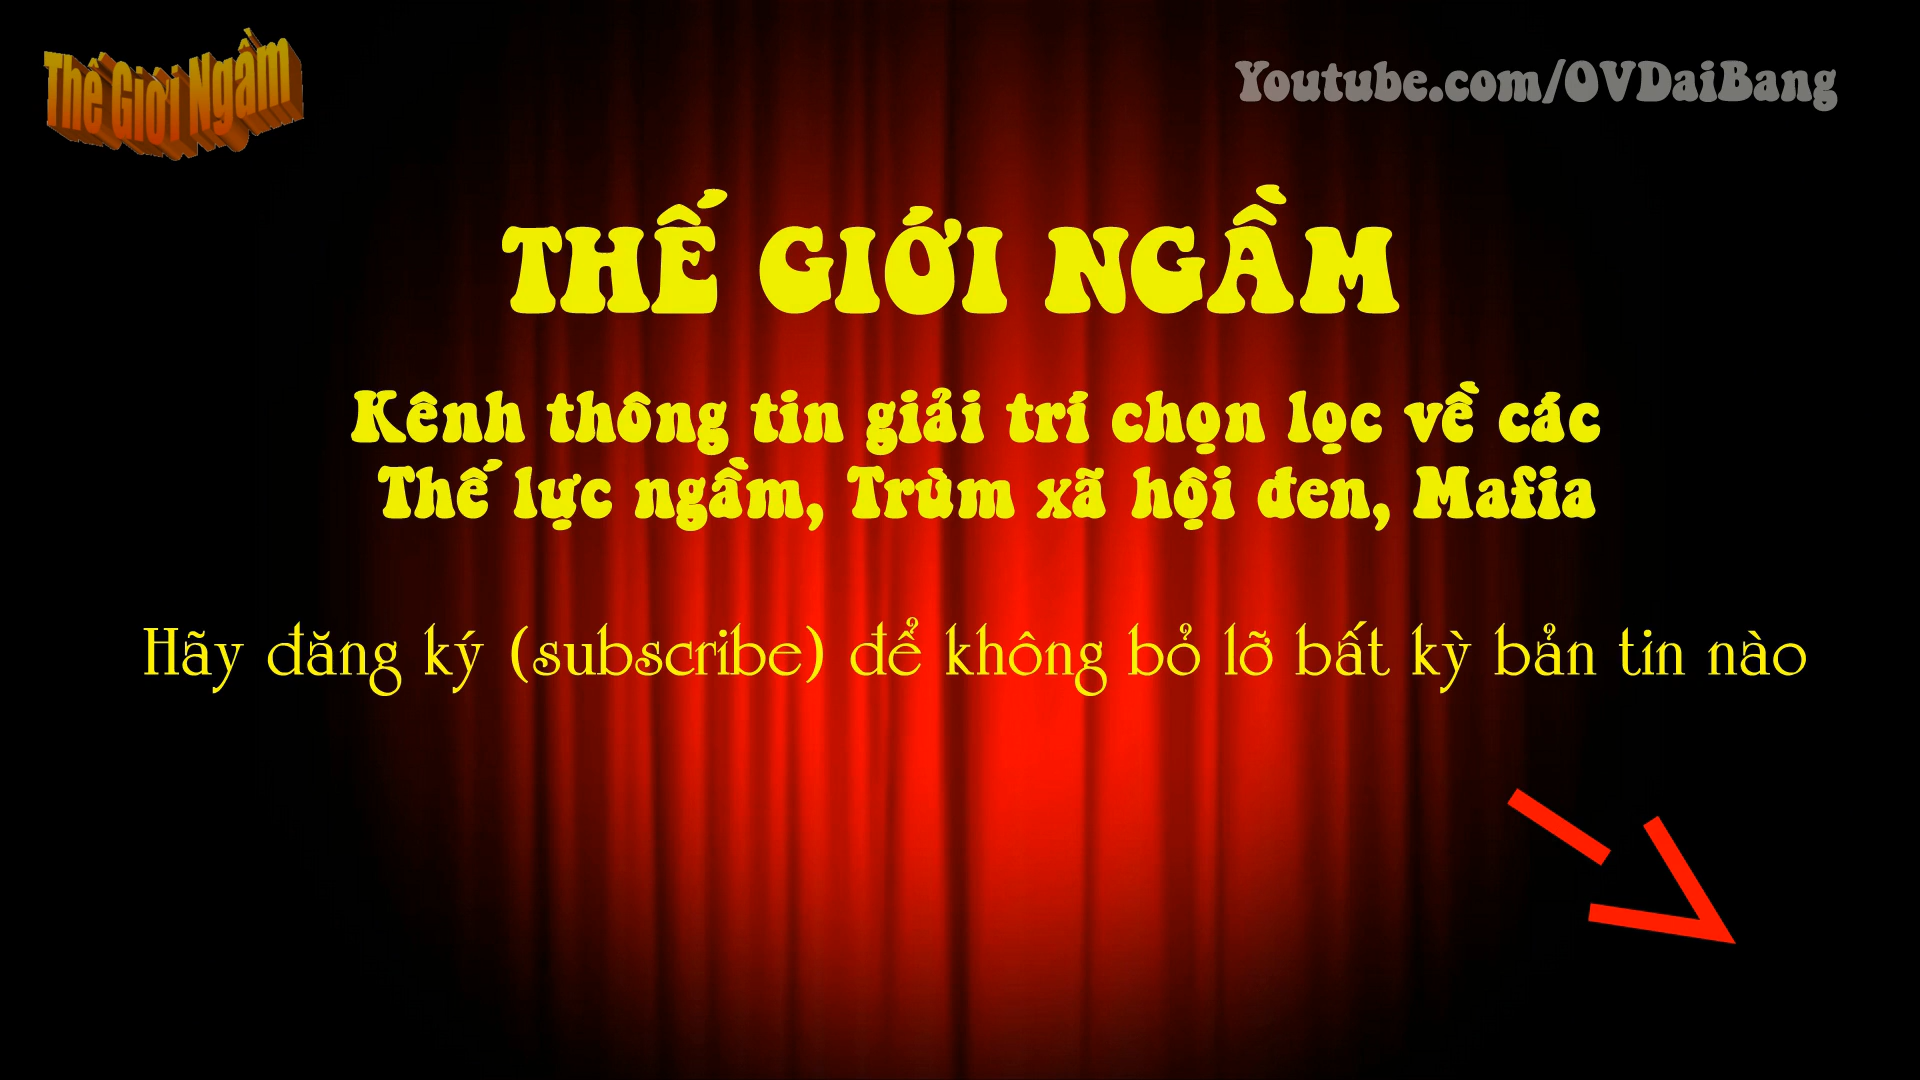 Thế Giới Ngầm
Youtube.com/OVDaiBang
THẾ GIỚI NGẦM
Kênh thông tin giải trí chọn lọc về các
Thế lực ngầm, Trùm xã hội đen, Mafia
Hãy đăng ký (subscribe) để không bỏ lỡ bất kỳ bản tin nào